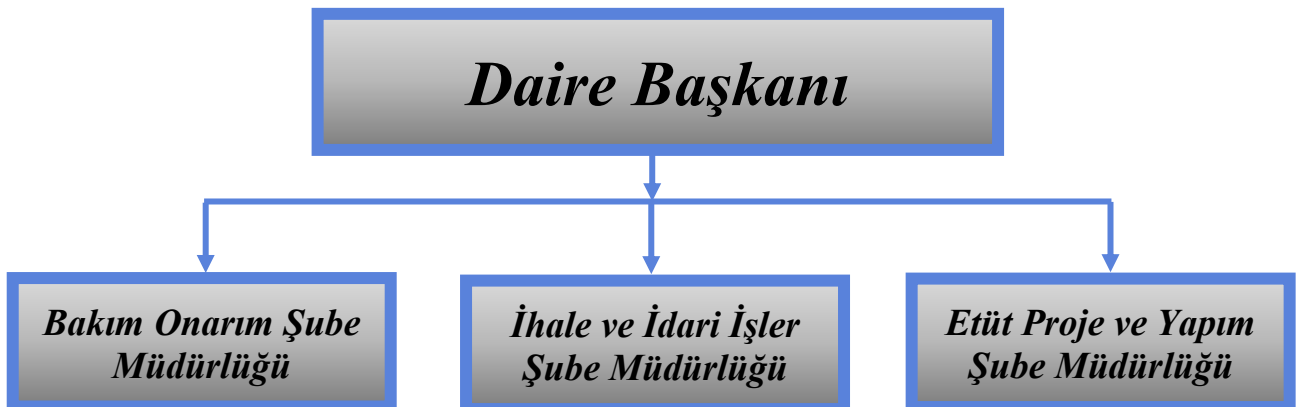 Daire Başkanı
Bakım Onarım Şube
Müdürlüğü
İhale ve İdari İşler
Şube Müdürlüğü
Etüt Proje ve Yapım
Şube Müdürlüğü